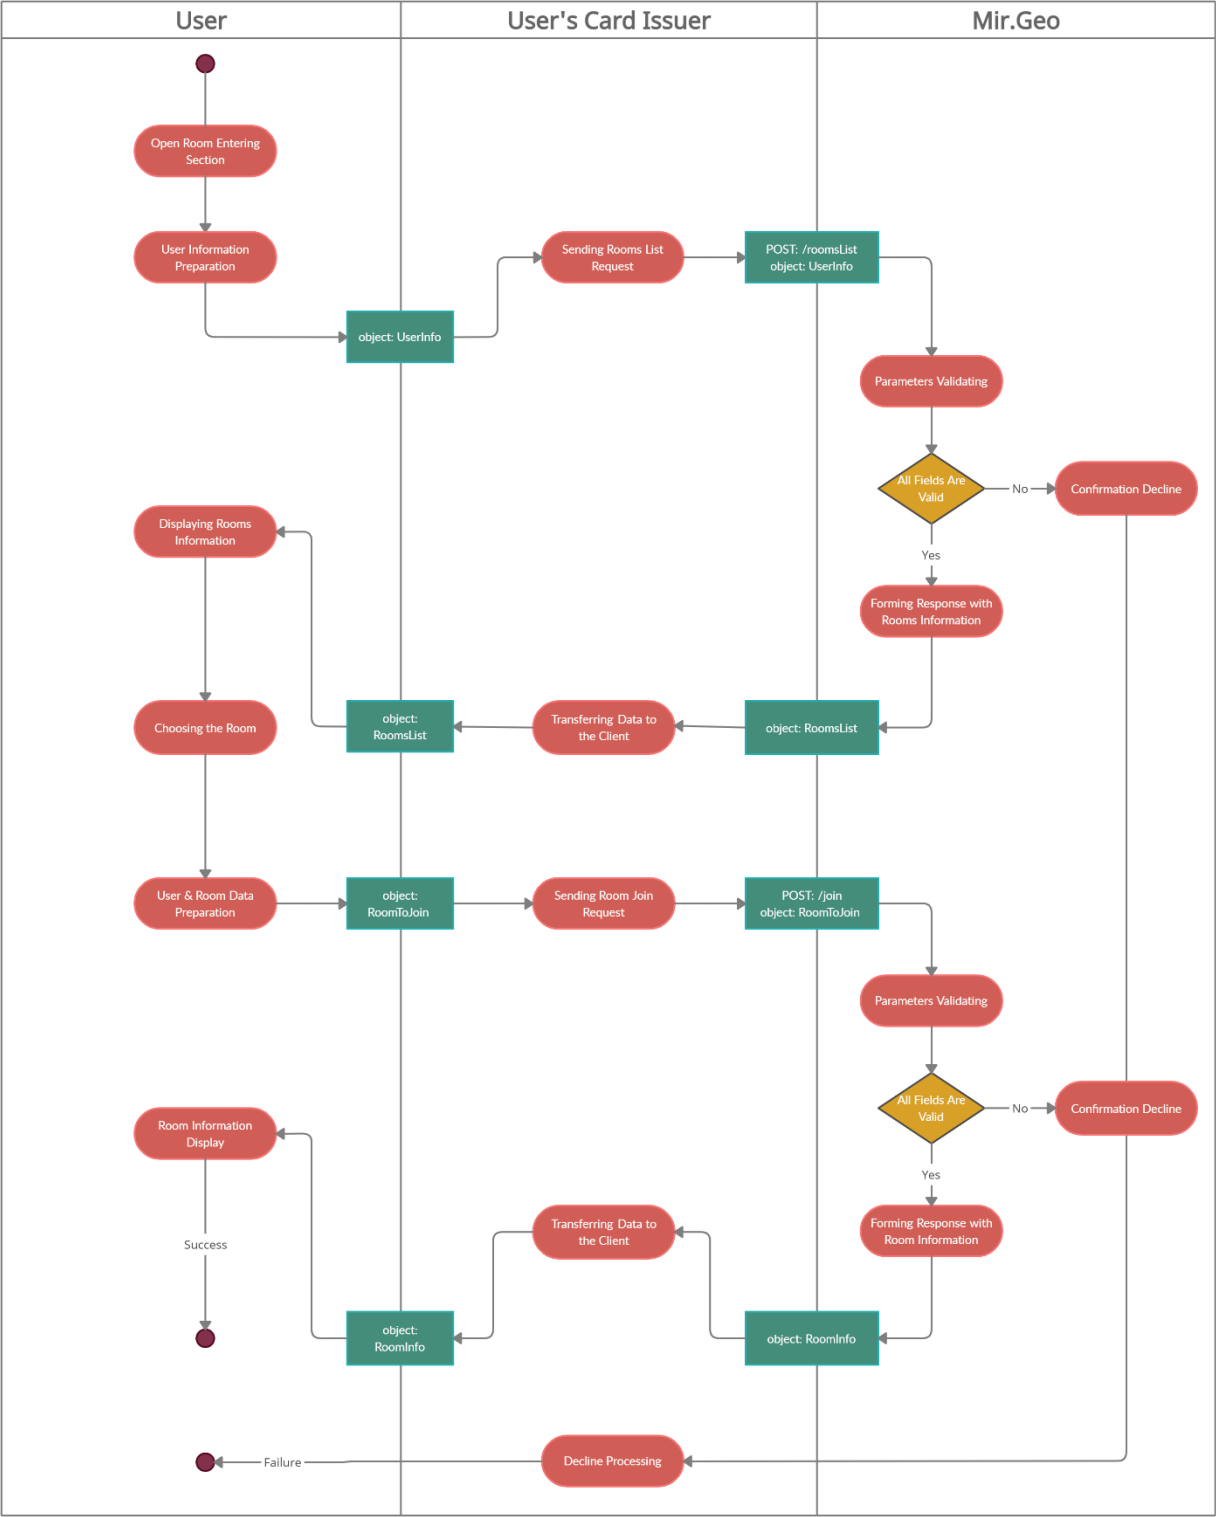 User
User's Card Issuer
Mir.Geo
Open Room Entering
Section
User Information
Preparation
Sending Rooms List
Request
POST: /roomsList
object: UserInfo
object: UserInfo
Parameters Validating
All Fields Are
Valid
No
Confirmation Decline
Displaying Rooms
Information
Yes
Forming Response with
Rooms Information
Choosing the Room
object:
RoomsList
Transferring Data to
the Client
object: RoomsList
User & Room Data
Preparation
object:
RoomToJoin
Sending Room Join
Request
POST: /join
object: RoomToJoin
Parameters Validating
All Fields Are
Valid
No
Confirmation Decline
Room Information
Display
Yes
Success
Transferring Data to
the Client
Forming Response with
Room Information
object:
RoomInfo
object: RoomInfo
Failure
Decline Processing